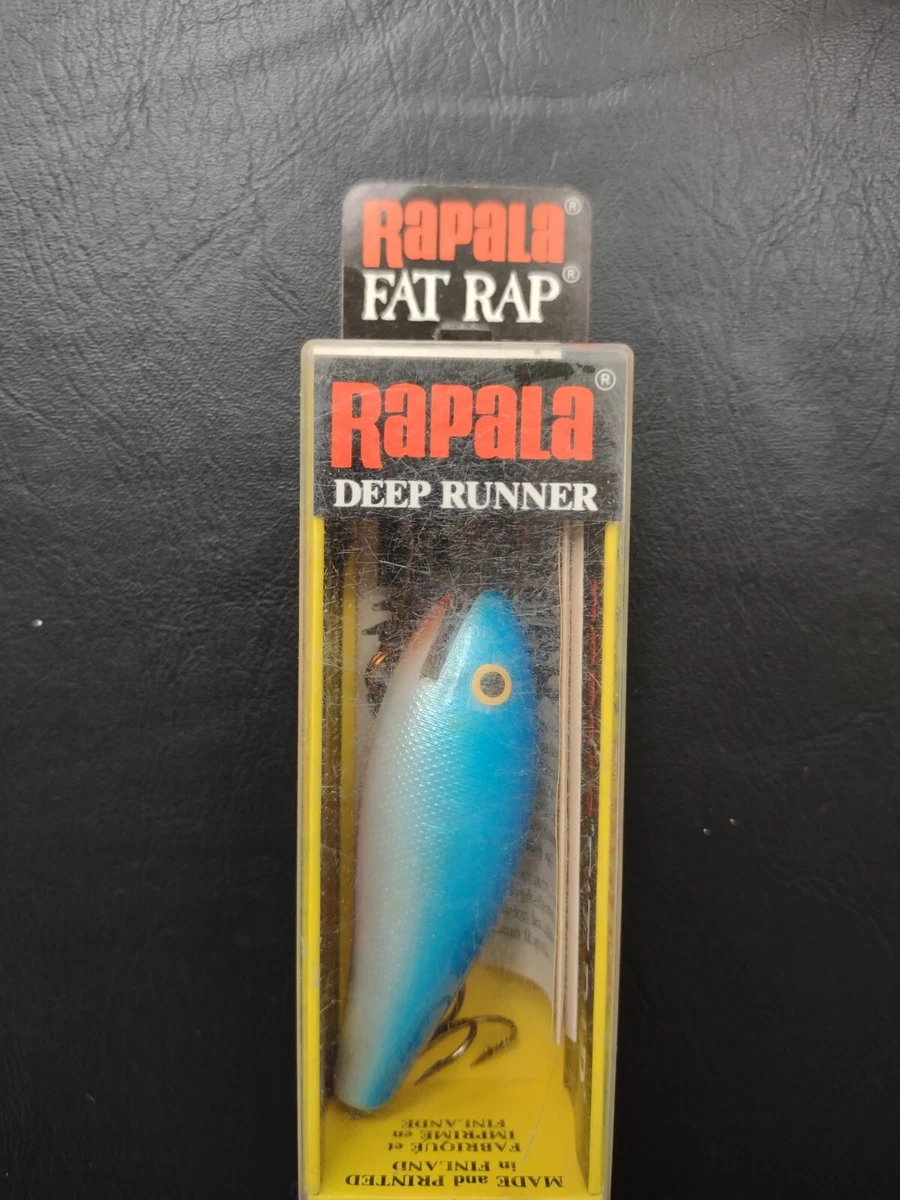 RAPALA®
FAT RAP®
RAPALA®
DEEP RUNNER
MADE and PRINTED
in FINLAND
FABRIQUÉ et
IMPRIMÉ en
FINLANDE